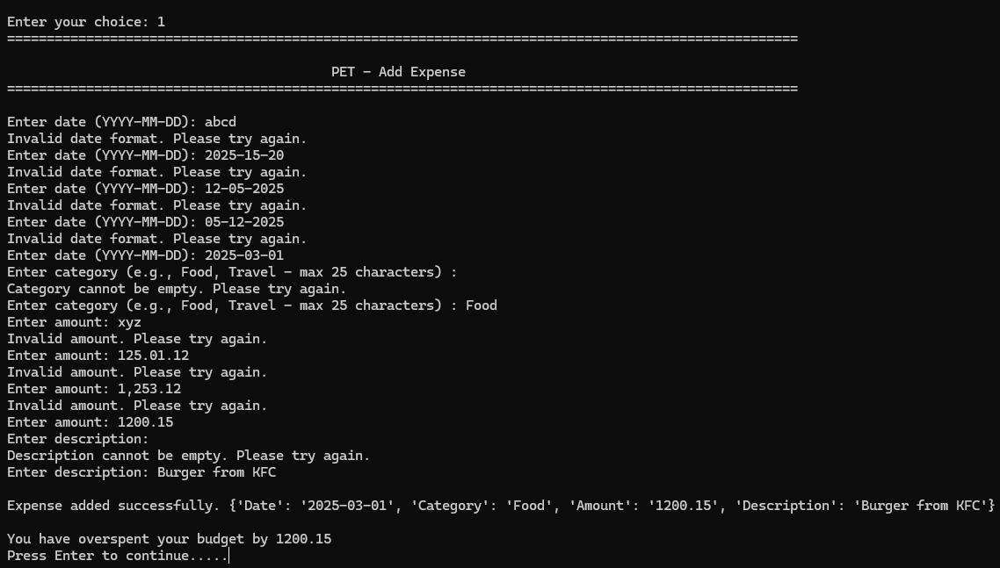 Enter your choice: 1
====================================================================================================
PET - Add Expense
====================================================================================================
Enter date (YYYY-MM-DD): abcd
Invalid date format. Please try again.
Enter date (YYYY-MM-DD): 2025-15-20
Invalid date format. Please try again.
Enter date (YYYY-MM-DD): 12-05-2025
Invalid date format. Please try again.
Enter date (YYYY-MM-DD): 05-12-2025
Invalid date format. Please try again.
Enter date (YYYY-MM-DD): 2025-03-01
Enter category (e.g., Food, Travel - max 25 characters) :
Category cannot be empty. Please try again.
Enter category (e.g., Food, Travel - max 25 characters) : Food
Enter amount: xyz
Invalid amount. Please try again.
Enter amount: 125.01.12
Invalid amount. Please try again.
Enter amount: 1,253.12
Invalid amount. Please try again.
Enter amount: 1200.15
Enter description:
Description cannot be empty. Please try again.
Enter description: Burger from KFC
Expense added successfully. {'Date': '2025-03-01', 'Category': 'Food', 'Amount': '1200.15', 'Description': 'Burger from KFC'}
You have overspent your budget by 1200.15
Press Enter to continue.....